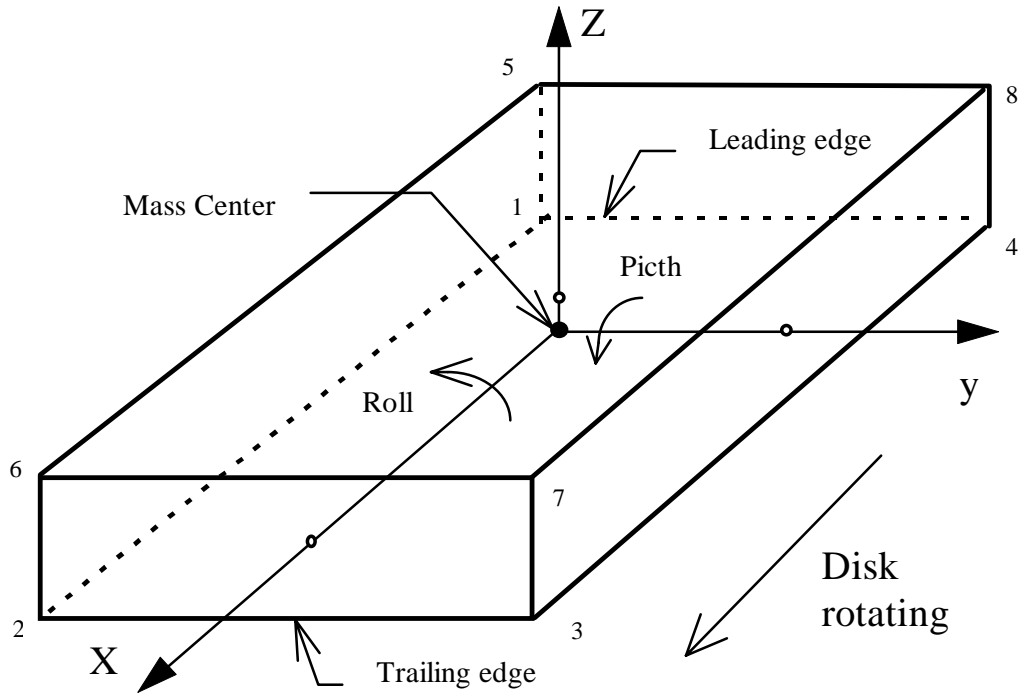 Z
5
8
Leading edge
Mass Center
1
4
Picth
y
Roll
6
7
Disk
rotating
2
3
X
Trailing edge